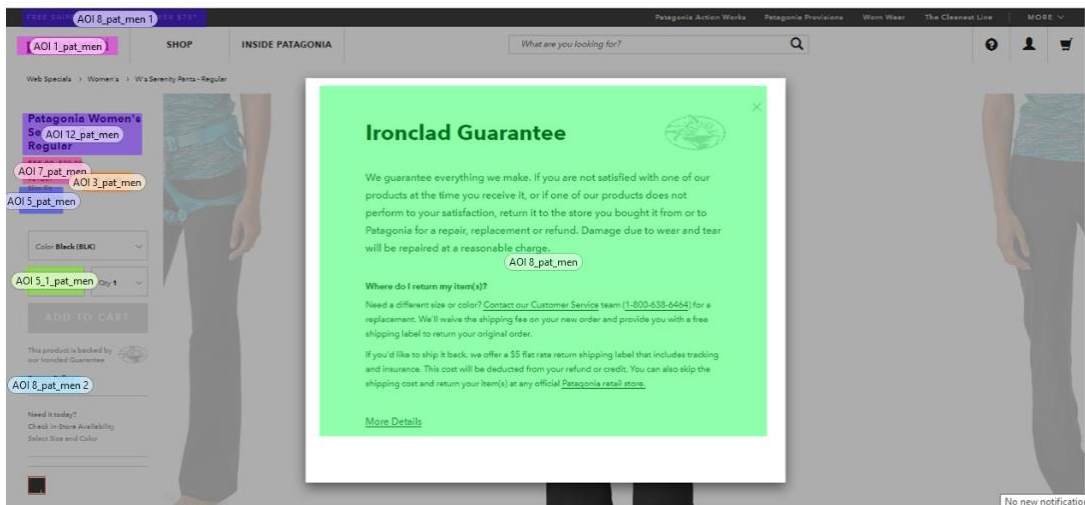 FREE SHIP
AOI 8_pat_men 1
VER $75*
Patagonia Action Works
Patagonia Provisions
Worn Wear
The Cleanest Line
MORE
AOI 1_pat_men
SHOP
INSIDE PATAGONIA
What are you looking for?
Web Specials > Women's > W's Serenity Pants - Regular
Patagonia Women's
Se
AOI 12_pat_men
Regular
AOI 7_pat_men
AOI 3_pat_men
AOI 5_pat_men
Color Black (BLK)
AOI 5_1_pat_men
Qty 1
ADD TO CART
This product is backed by
our Ironclad Guarantee
AOI 8_pat_men 2
Need it today?
Check In-Store Availability
Select Size and Color
Ironclad Guarantee
We guarantee everything we make. If you are not satisfied with one of our
products at the time you receive it, or if one of our products does not
perform to your satisfaction, return it to the store you bought it from or to
Patagonia for a repair, replacement or refund. Damage due to wear and tear
will be repaired at a reasonable charge.
AOI 8_pat_men
Where do I return my item(s)?
Need a different size or color? Contact our Customer Service team (1-800-638-6464) for a
replacement. We'll waive the shipping fee on your new order and provide you with a free
shipping label to return your original order.
If you'd like to ship it back, we offer a $5 flat rate return shipping label that includes tracking
and insurance. This cost will be deducted from your refund or credit. You can also skip the
shipping cost and return your item(s) at any official Patagonia retail store.
More Details
No new notification